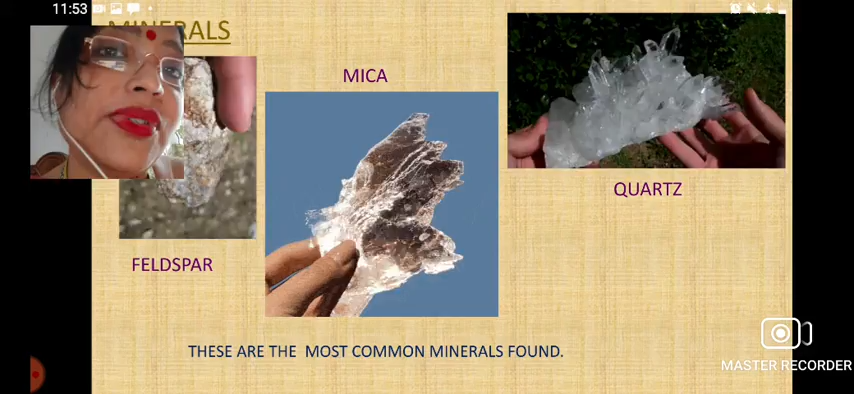 11:53
MINERALS
MICA
QUARTZ
FELDSPAR
THESE ARE THE MOST COMMON MINERALS FOUND.
MASTER RECORDER